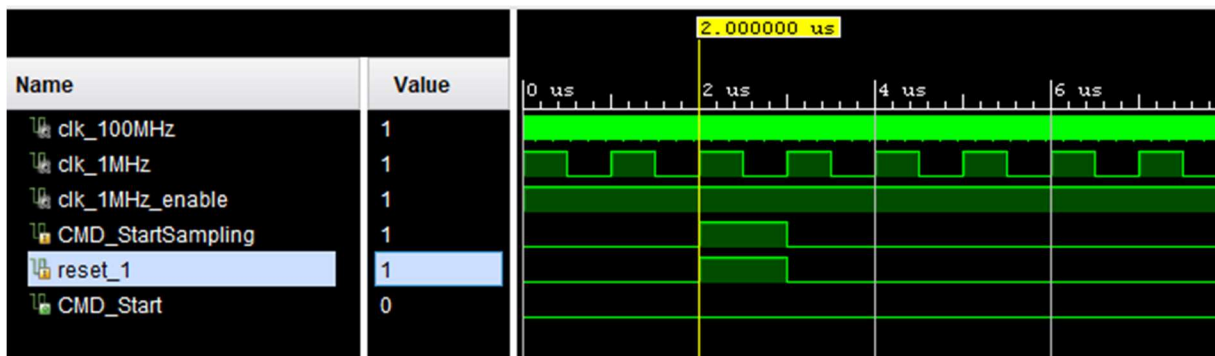 2.000000 us
Name Value 0 us 2 us 4 us 6 us
clk_100MHz 1
clk_1MHz 1
clk_1MHz_enable 1
CMD_StartSampling 1
reset_1 1
CMD_Start 0